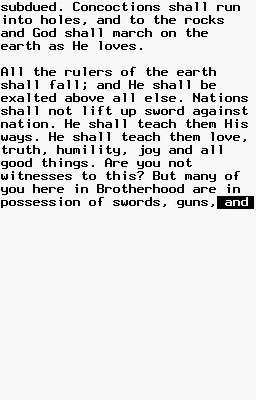 subdued. Concoctions shall run
into holes, and to the rocks
and God shall march on the
earth as He loves.

All the rulers of the earth
shall fall; and He shall be
exalted above all else. Nations
shall not lift up sword against
nation. He shall teach them His
ways. He shall teach them love,
truth, humility, joy and all
good things. Are you not
witnesses to this? But many of
you here in Brotherhood are in
possession of swords, guns, and